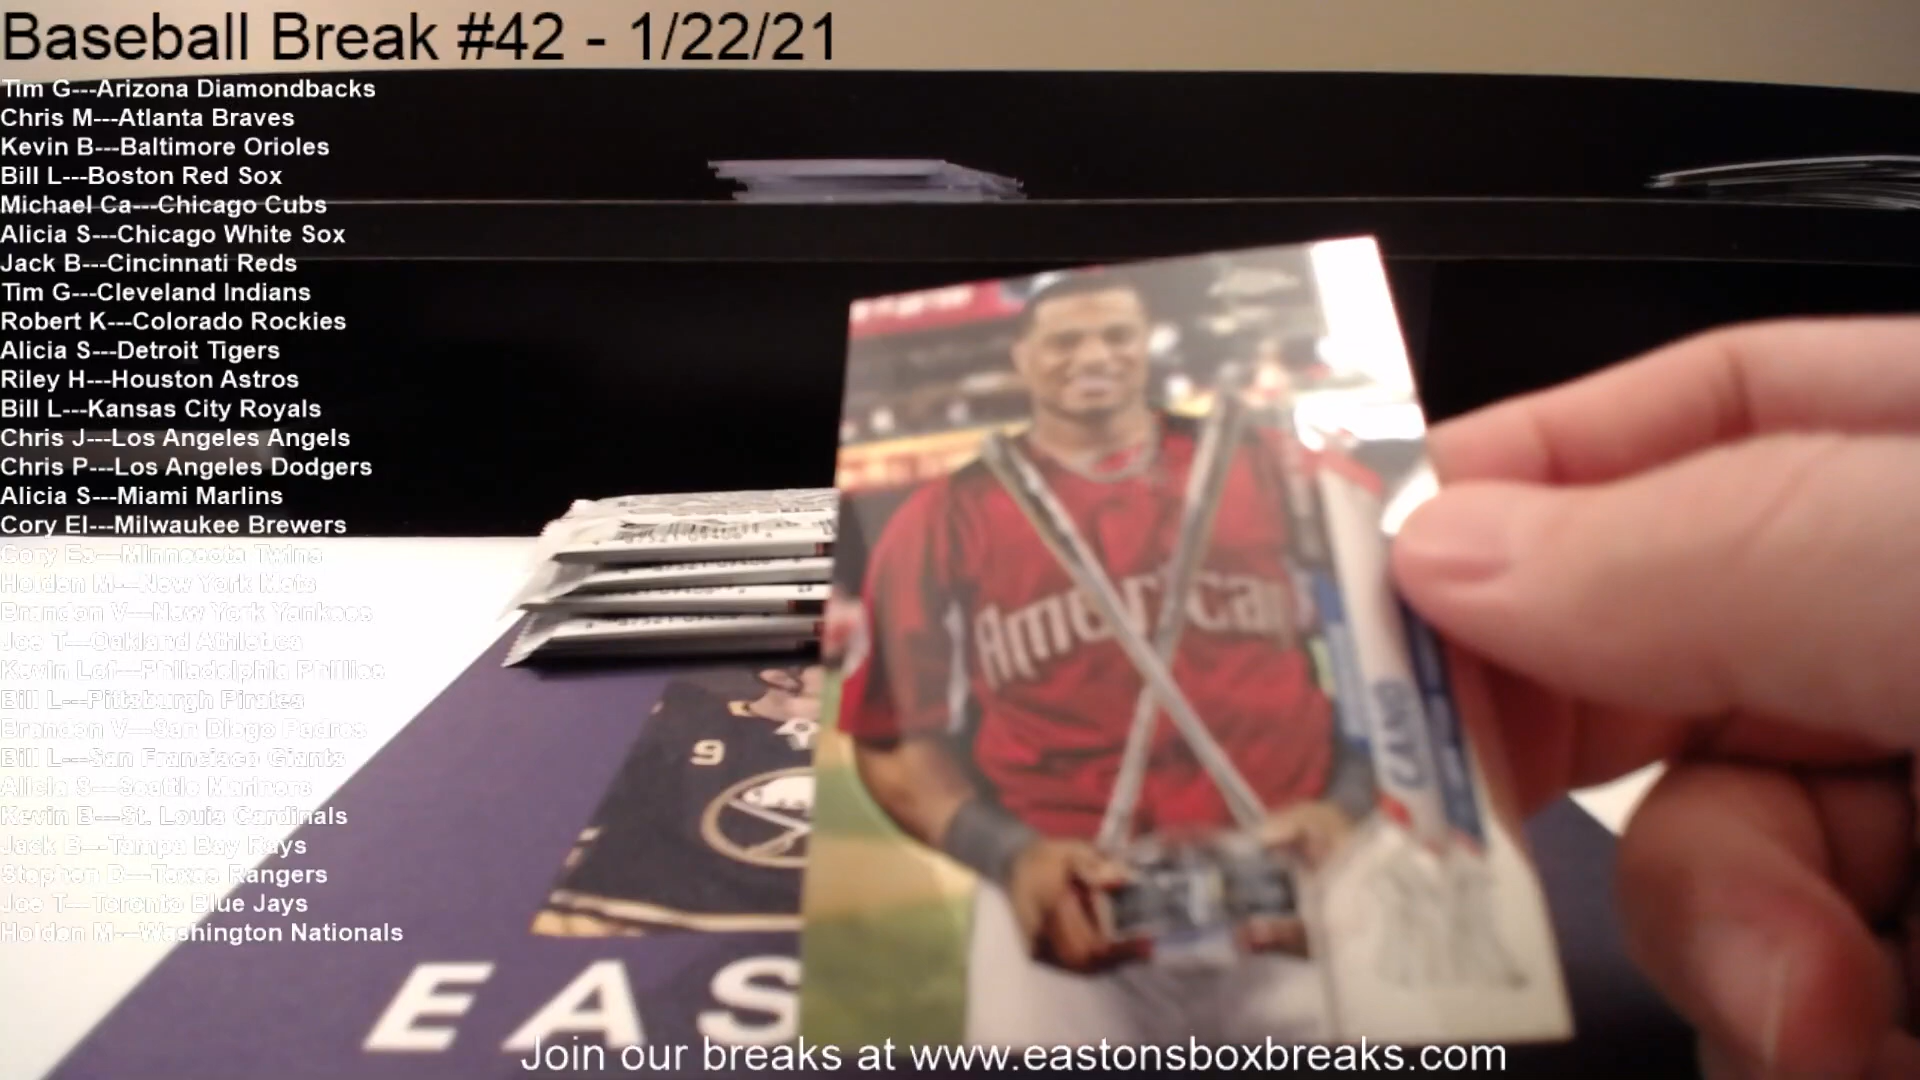 Baseball Break #42 - 1/22/21
Tim G---Arizona Diamondbacks
Chris M---Atlanta Braves
Kevin B---Baltimore Orioles
Bill L---Boston Red Sox
Michael Ca---Chicago Cubs
Alicia S---Chicago White Sox
Jack B---Cincinnati Reds
Tim G---Cleveland Indians
Robert K---Colorado Rockies
Alicia S---Detroit Tigers
Riley H---Houston Astros
Bill L---Kansas City Royals
Chris J---Los Angeles Angels
Chris P---Los Angeles Dodgers
Alicia S---Miami Marlins
Cory El---Milwaukee Brewers
Cory Es---Minnesota Twins
Holden M---New York Mets
Brandon V---New York Yankees
Joe T---Oakland Athletics
Kevin Lef---Philadelphia Phillies
Bill L---Pittsburgh Pirates
Brandon V---San Diego Padres
Bill L---San Francisco Giants
Alicia S---Seattle Mariners
Kevin B---St. Louis Cardinals
Jack B---Tampa Bay Rays
Stephen D---Texas Rangers
Joe T---Toronto Blue Jays
Holden M---Washington Nationals
American
CANO
9
EAS
Join our breaks at www.eastonsboxbreaks.com